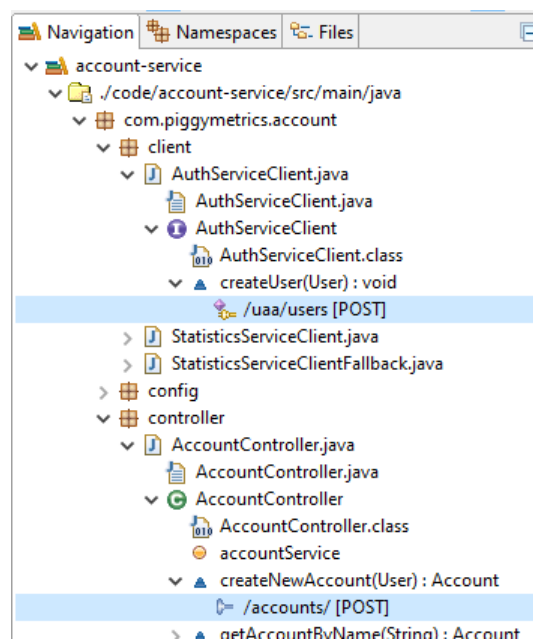 Navigation Namespaces Files
account-service
./code/account-service/src/main/java
com.piggymetrics.account
client
AuthServiceClient.java
AuthServiceClient.java
AuthServiceClient
AuthServiceClient.class
createUser(User) : void
/uaa/users [POST]
StatisticsServiceClient.java
StatisticsServiceClientFallback.java
config
controller
AccountController.java
AccountController.java
AccountController
AccountController.class
accountService
createNewAccount(User) : Account
/accounts/ [POST]
getAccountByName(String) : Account